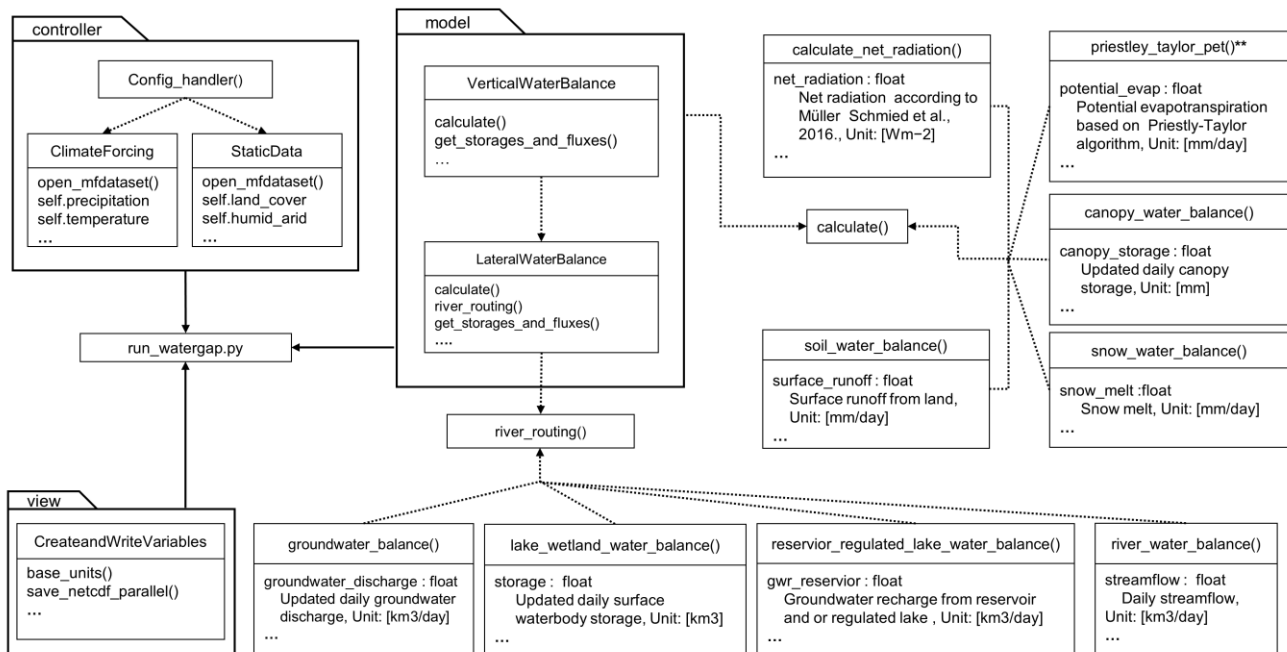 controller
Config_handler()
ClimateForcing
open_mfdataset()
self.precipitation
self.temperature
...
StaticData
open_mfdataset()
self.land_cover
self.humid_arid
...
run_watergap.py
view
CreateandWriteVariables
base_units()
save_netcdf_parallel()
...
model
VerticalWaterBalance
calculate()
get_storages_and_fluxes()
...
LateralWaterBalance
calculate()
river_routing()
get_storages_and_fluxes()
....
river_routing()
calculate()
calculate_net_radiation()
net_radiation : float
Net radiation according to
Müller Schmied et al.,
2016., Unit: [Wm−2]
...
priestley_taylor_pet()**
potential_evap : float
Potential evapotranspiration
based on Priestly-Taylor
algorithm, Unit: [mm/day]
...
canopy_water_balance()
canopy_storage : float
Updated daily canopy
storage, Unit: [mm]
...
soil_water_balance()
surface_runoff : float
Surface runoff from land,
Unit: [mm/day]
...
snow_water_balance()
snow_melt :float
Snow melt, Unit: [mm/day]
...
groundwater_balance()
groundwater_discharge : float
Updated daily groundwater
discharge, Unit: [km3/day]
...
lake_wetland_water_balance()
storage : float
Updated daily surface
waterbody storage, Unit: [km3]
...
reservior_regulated_lake_water_balance()
gwr_reservior : float
Groundwater recharge from reservoir
and or regulated lake , Unit: [km3/day]
...
river_water_balance()
streamflow : float
Daily streamflow,
Unit: [km3/day]
...